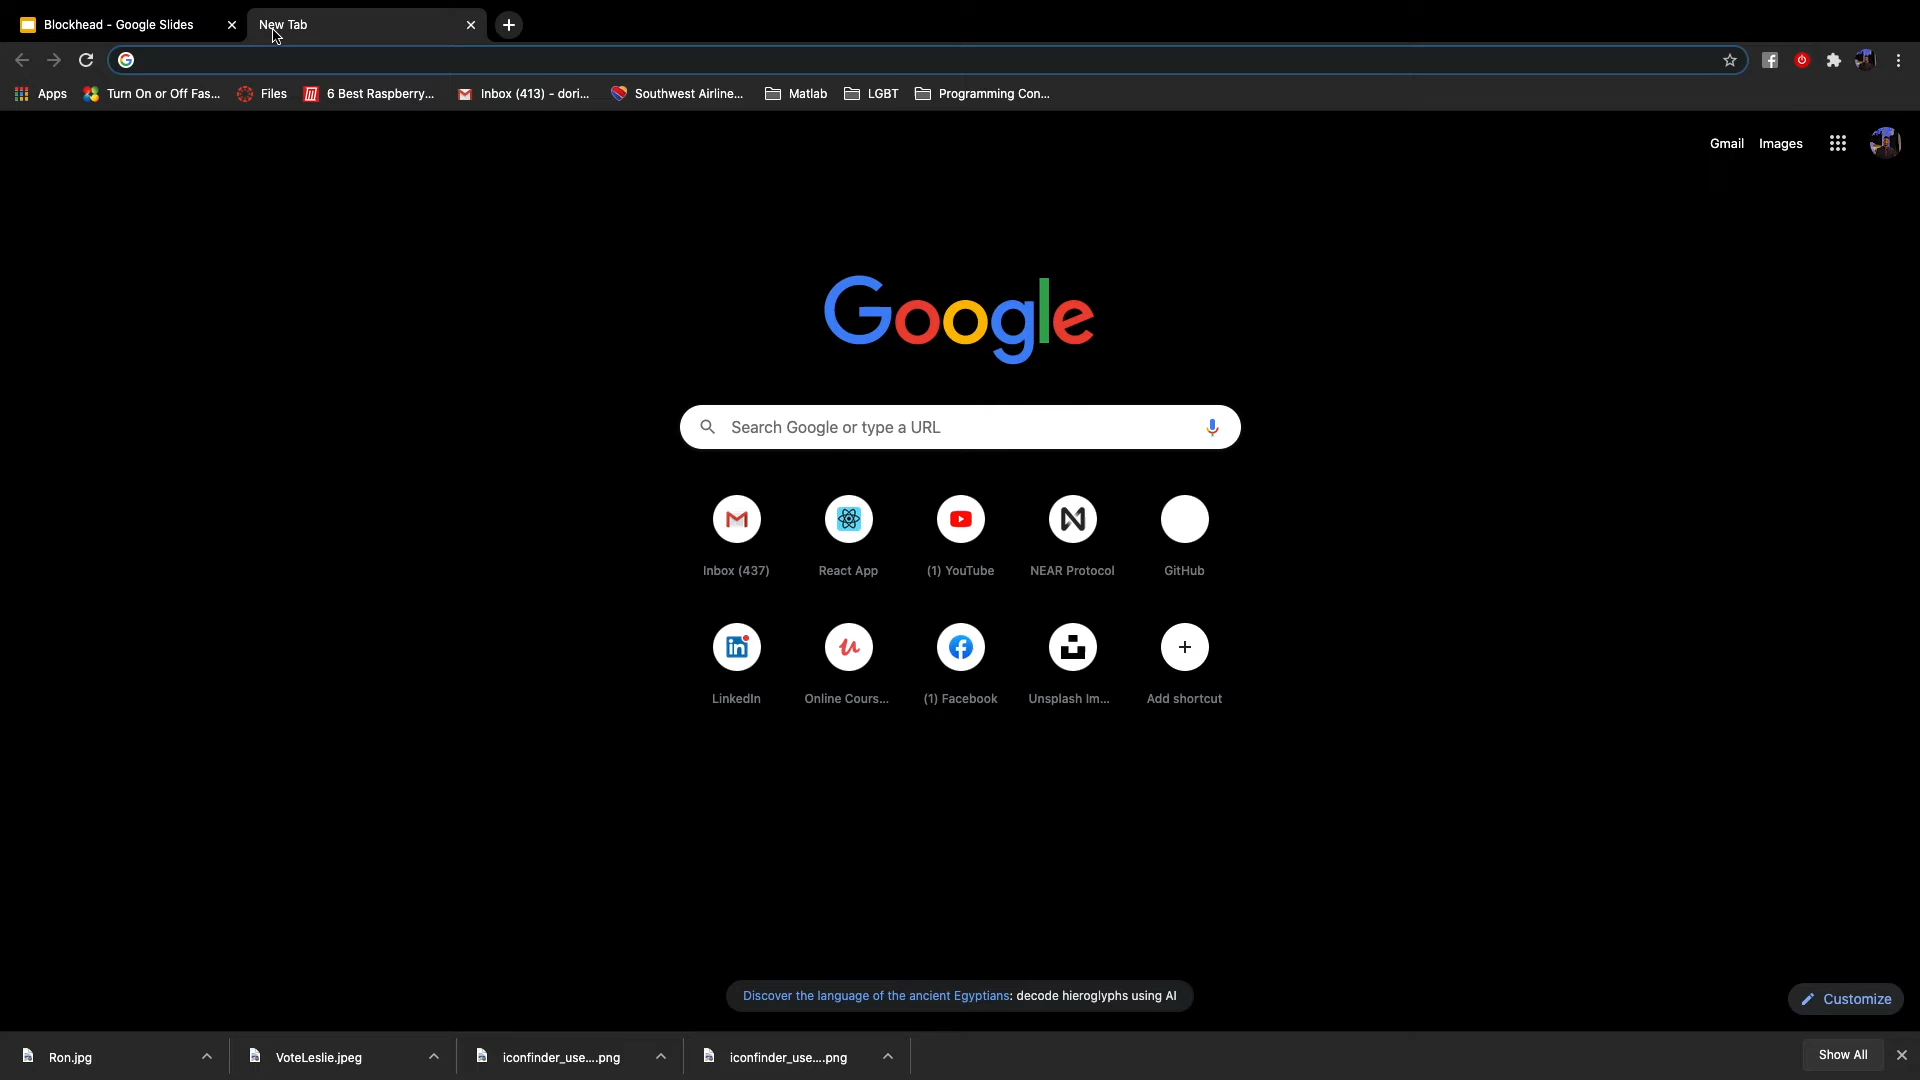 Blockhead - Google Slides
New Tab
Apps Turn On or Off Fas... Files 6 Best Raspberry... Inbox (413) - dori... Southwest Airline... Matlab LGBT Programming Con...
Gmail Images
Google
Search Google or type a URL
Inbox (437) React App (1) YouTube NEAR Protocol GitHub
LinkedIn Online Cours... (1) Facebook Unsplash Im... Add shortcut
Discover the language of the ancient Egyptians: decode hieroglyphs using AI
Customize
Ron.jpg VoteLeslie.jpeg iconfinder_use....png iconfinder_use....png Show All